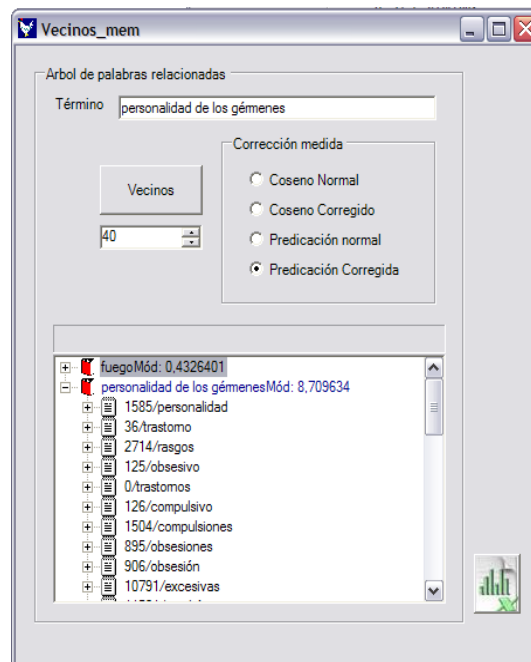 Vecinos_mem
Arbol de palabras relacionadas
Término personalidad de los gérmenes
Corrección medida
Vecinos
Coseno Normal
Coseno Corregido
40
Predicación normal
Predicación Corregida
fuegoMód: 0,4326401
personalidad de los gérmenesMód: 8,709634
1585/personalidad
36/trastorno
2714/rasgos
125/obsesivo
0/trastornos
126/compulsivo
1504/compulsiones
895/obsesiones
906/obsesión
10791/excesivas